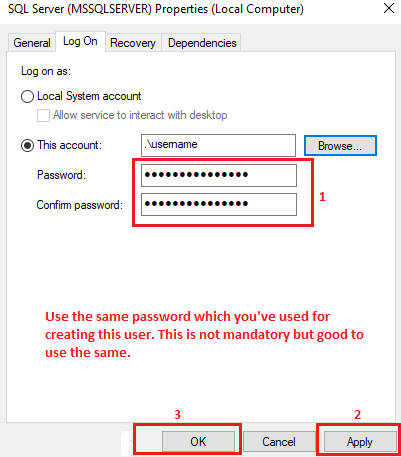 SQL Server (MSSQLSERVER) Properties (Local Computer)
General Log On Recovery Dependencies
Log on as:
Local System account
Allow service to interact with desktop
This account: .\username Browse...
Password: ●●●●●●●●●●●●●●●
Confirm password: ●●●●●●●●●●●●●●●
1
Use the same password which you've used for
creating this user. This is not mandatory but good to
use the same.
3 2
OK Cancel Apply